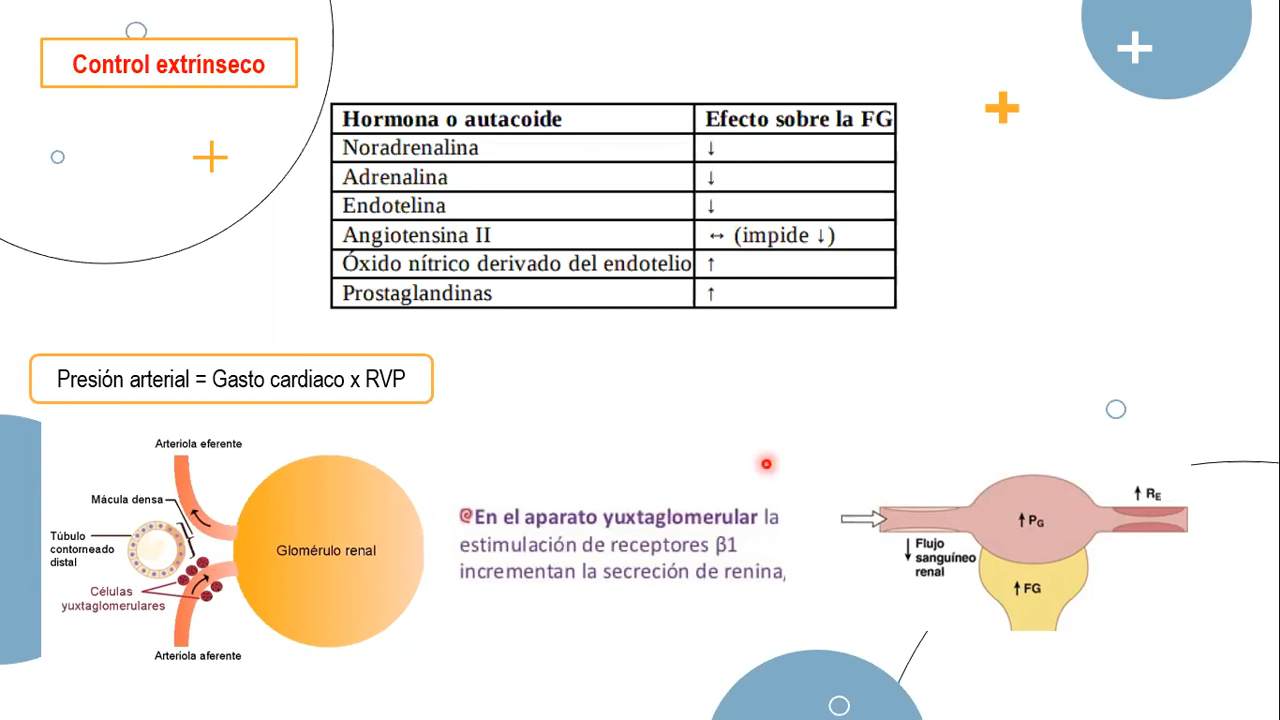 Control extrínseco
Hormona o autacoide Efecto sobre la FG
Noradrenalina ↓
Adrenalina ↓
Endotelina ↓
Angiotensina II ↔ (impide ↓)
Óxido nítrico derivado del endotelio ↑
Prostaglandinas ↑
Presión arterial = Gasto cardiaco x RVP
Arteriola eferente
Mácula densa
Túbulo
contorneado
distal
Células
yuxtaglomerulares
Glomérulo renal
Arteriola aferente
En el aparato yuxtaglomerular la
estimulación de receptores β1
incrementan la secreción de renina,
↑ RE
↑ PG
↓ Flujo
sanguíneo
renal
↑ FG